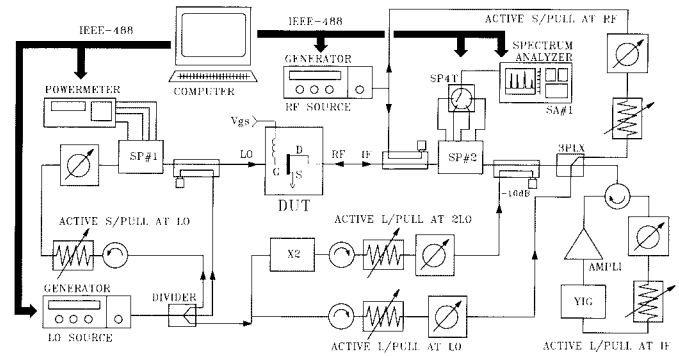 IEEE-488
IEEE-488
ACTIVE S/PULL AT RF
GENERATOR
SPECTRUM
ANALYZER
SP4T
POWERMETER
COMPUTER
RF SOURCE
SA#1
Vgs
SP#1
LO
D
G
S
RF
IF
SP#2
3PLX
DUT
-10dB
ACTIVE S/PULL AT LO
ACTIVE L/PULL AT 2LO
X2
AMPLI
GENERATOR
DIVIDER
YIG
LO SOURCE
ACTIVE L/PULL AT LO
ACTIVE L/PULL AT IF